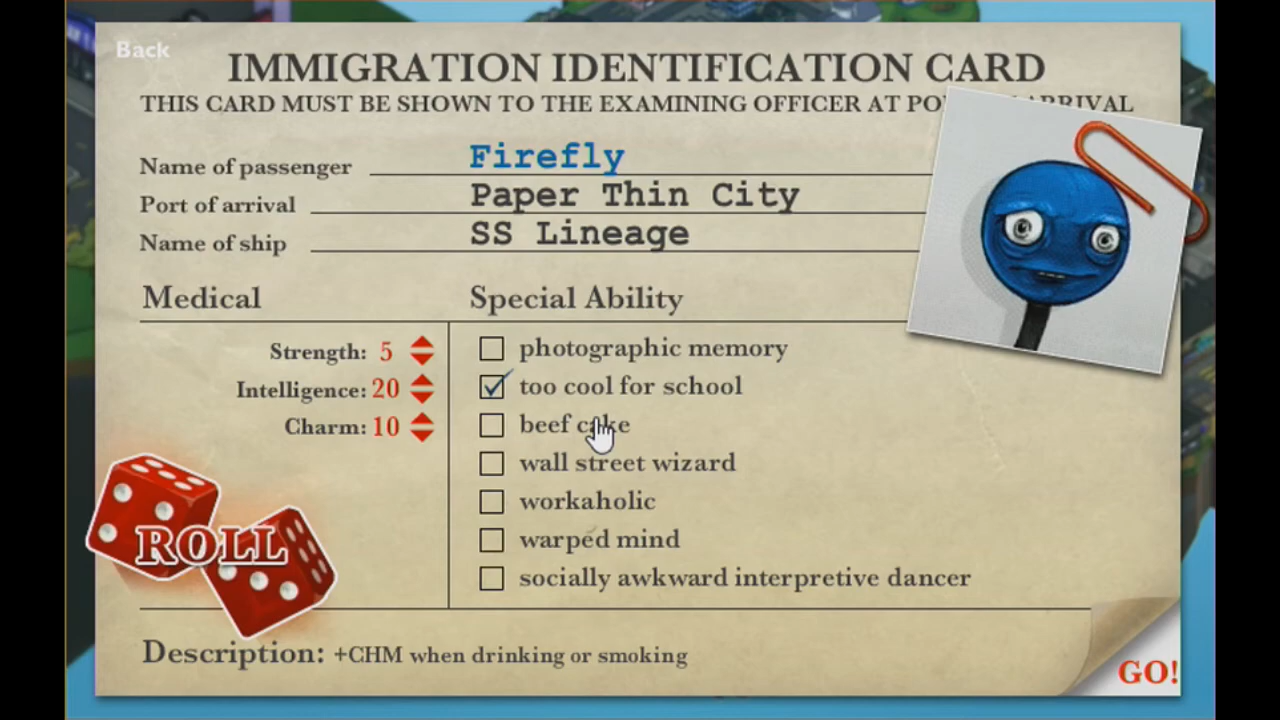 Back
IMMIGRATION IDENTIFICATION CARD
THIS CARD MUST BE SHOWN TO THE EXAMINING OFFICER AT ARRIVAL
Name of passenger Firefly
Port of arrival Paper Thin City
Name of ship SS Lineage
Medical
Strength: 5
Intelligence: 20
Charm: 10
ROLL
Special Ability
photographic memory
too cool for school
beef cake
wall street wizard
workaholic
warped mind
socially awkward interpretive dancer
Description: +CHM when drinking or smoking
GO!